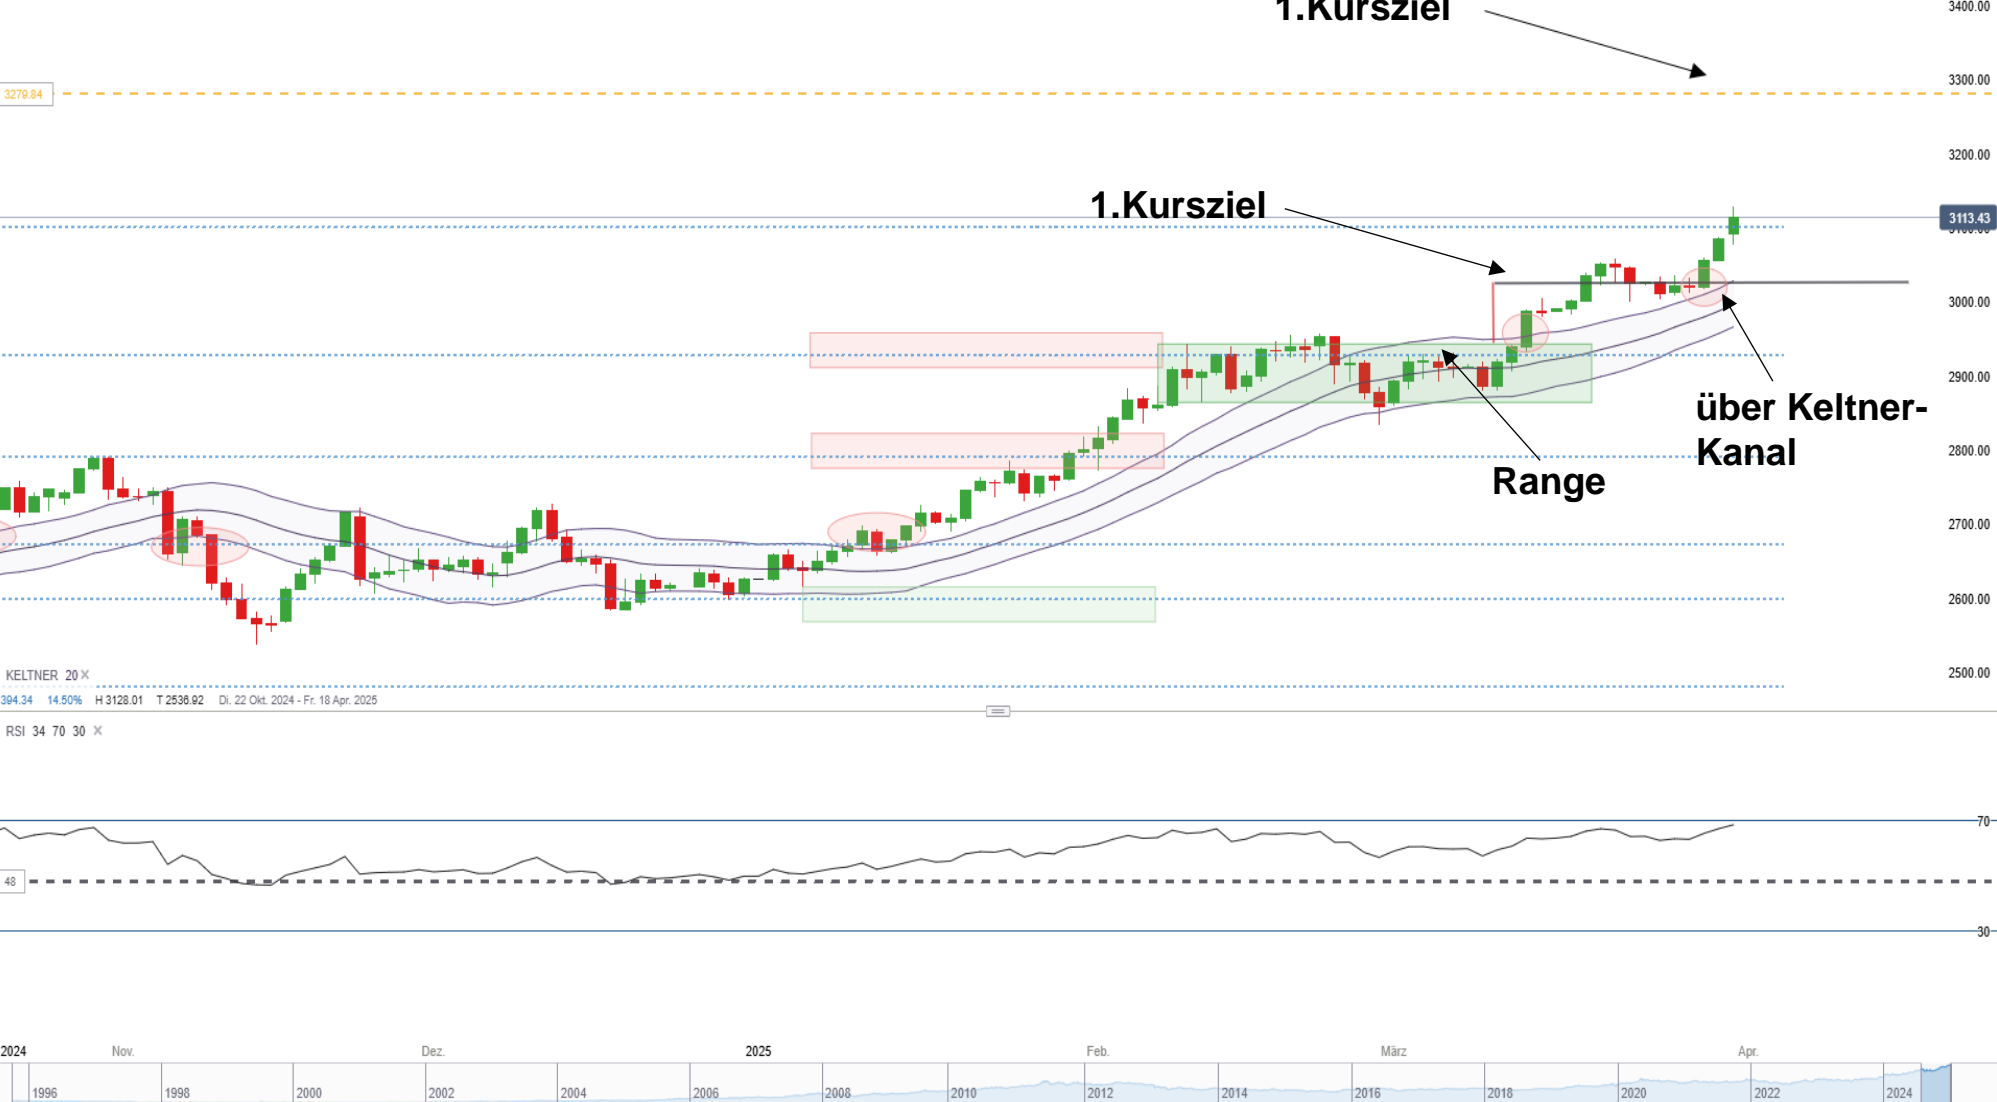 1.Kursziel
3400.00
3300.00
3279.84
3200.00
1.Kursziel
3113.43
3100.00
3000.00
2900.00
über Keltner-
Kanal
2800.00
Range
2700.00
2600.00
KELTNER 20 ×
2500.00
394.34 14.50% H 3128.01 T 2536.92 Di. 22 Okt. 2024 - Fr. 18 Apr. 2025
RSI 34 70 30 ×
70
48
30
2024 Nov. Dez. 2025 Feb. März Apr.
1996 1998 2000 2002 2004 2006 2008 2010 2012 2014 2016 2018 2020 2022 2024